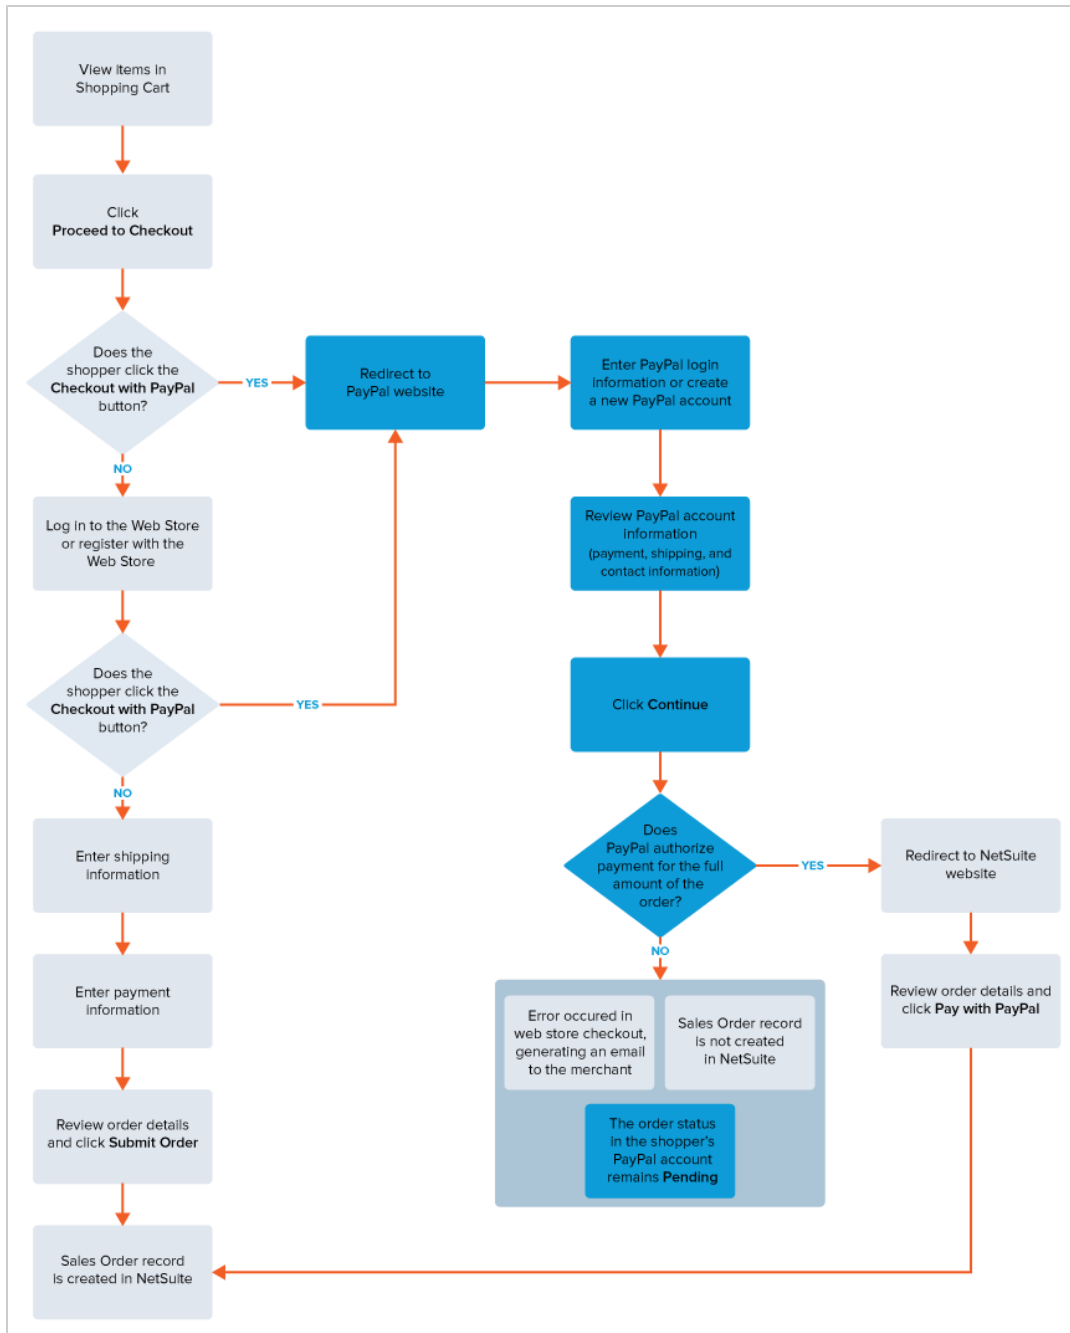 View Items in
Shopping Cart
Click
Proceed to Checkout
Does the
shopper click the
Checkout with PayPal
button?
YES
Redirect to
PayPal website
Enter PayPal login
information or create
a new PayPal account
NO
Log in to the Web Store
or register with the
Web Store
Review PayPal account
information
(payment, shipping, and
contact information)
Does the
shopper click the
Checkout with PayPal
button?
YES
Click Continue
NO
Enter shipping
information
Does
PayPal authorize
payment for the full
amount of the
order?
YES
Redirect to NetSuite
website
NO
Enter payment
information
Error occured in
web store checkout,
generating an email
to the merchant
Sales Order record
is not created
in NetSuite
Review order details and
click Pay with PayPal
Review order details
and click Submit Order
The order status
in the shopper's
PayPal account
remains Pending
Sales Order record
is created in NetSuite